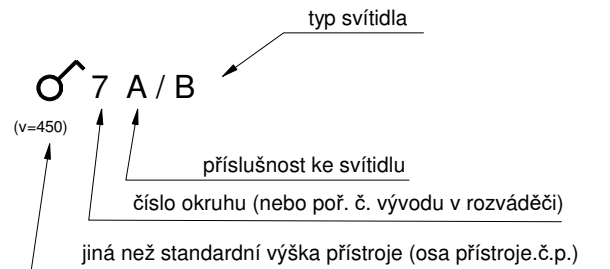 typ svítidla
7 A / B
(v=450)
příslušnost ke svítidlu
číslo okruhu (nebo poř. č. vývodu v rozváděči)
jiná než standardní výška přístroje (osa přístroje.č.p.)